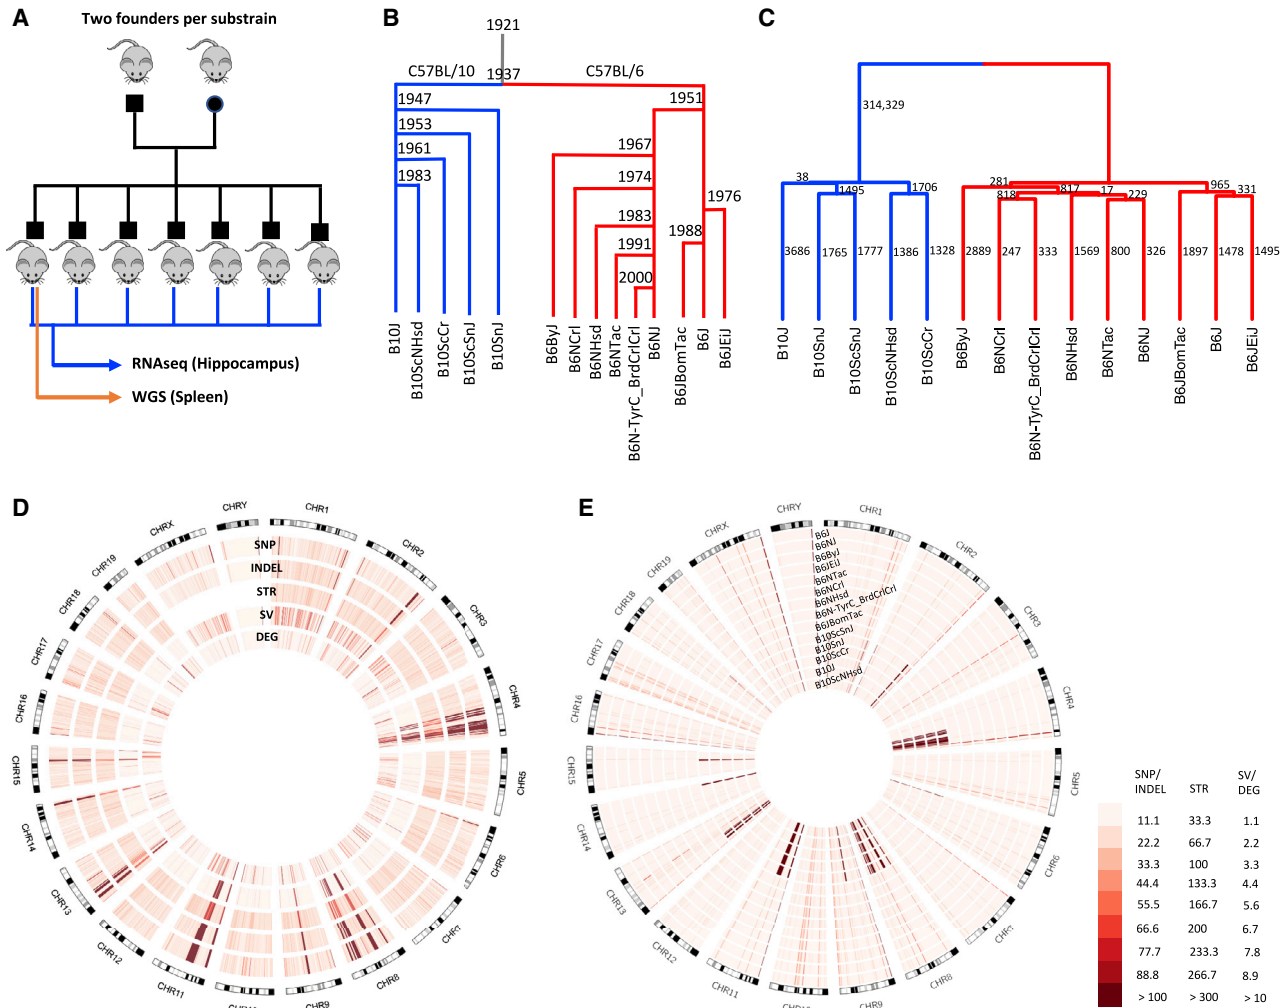 A
Two founders per substrain
RNAseq (Hippocampus)
WGS (Spleen)
B
1921
C57BL/10
1937
C57BL/6
1947
1951
1953
1961
1967
1983
1974
1976
1983
1988
1991
2000
B10J
B10ScNHsd
B10ScCr
B10ScSnJ
B10SnJ
B6ByJ
B6NCrl
B6NHsd
B6NTac
B6N-TyrC_BrdCrlCrl
B6NJ
B6JBomTac
B6J
B6JEiJ
C
314,329
38
1495
1706
281
817
17
965
818
229
331
3686
1765
1777
1386
1328
2889
247
333
1569
800
326
1897
1478
1495
B10J
B10SnJ
B10ScSnJ
B10ScNHsd
B10ScCr
B6ByJ
B6NCrl
B6N-TyrC_BrdCrlCrl
B6NHsd
B6NTac
B6NJ
B6JBomTac
B6J
B6JEiJ
D
CHR1
CHR2
CHR3
CHR4
CHR5
CHR6
CHR8
CHR9
CHR11
CHR12
CHR13
CHR14
CHR15
CHR16
CHR17
CHR18
CHR19
CHRX
CHRY
SNP
INDEL
STR
SV
DEG
E
CHR1
CHR2
CHR3
CHR4
CHR5
CHR6
CHR8
CHR9
CHR11
CHR12
CHR13
CHR14
CHR15
CHR16
CHR17
CHR18
CHR19
CHRX
CHRY
B6J
B6NJ
B6ByJ
B6JEiJ
B6NTac
B6NCrl
B6NHsd
B6N-TyrC_BrdCrlCrl
B6JBomTac
B10ScSnJ
B10SnJ
B10ScCr
B10J
B10ScNHsd
SNP/ SV/
INDEL STR DEG
11.1 33.3 1.1
22.2 66.7 2.2
33.3 100 3.3
44.4 133.3 4.4
55.5 166.7 5.6
66.6 200 6.7
77.7 233.3 7.8
88.8 266.7 8.9
> 100 > 300 > 10